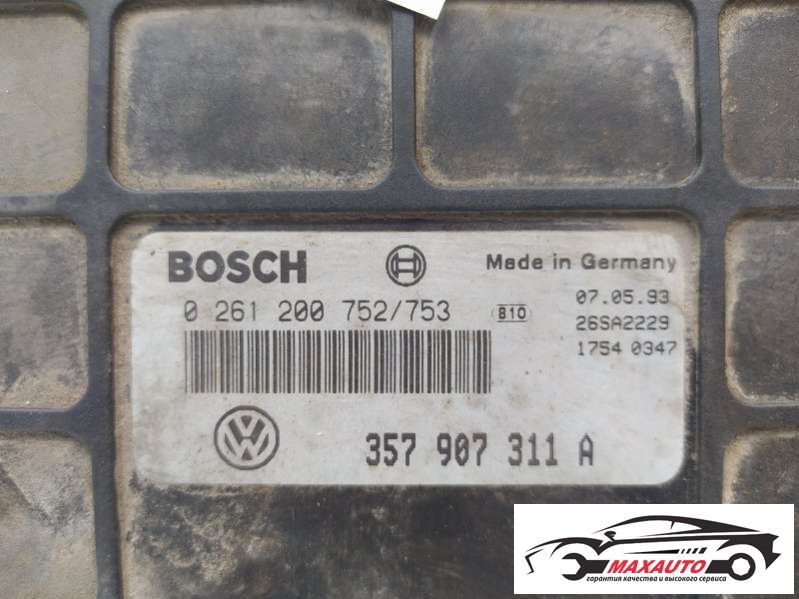 BOSCH
Made in Germany
0 261 200 752/753
B10
07.05.93
26SA2229
1754 0347
357 907 311 A
MAXAUTO
гарантия качества и высокого сервиса